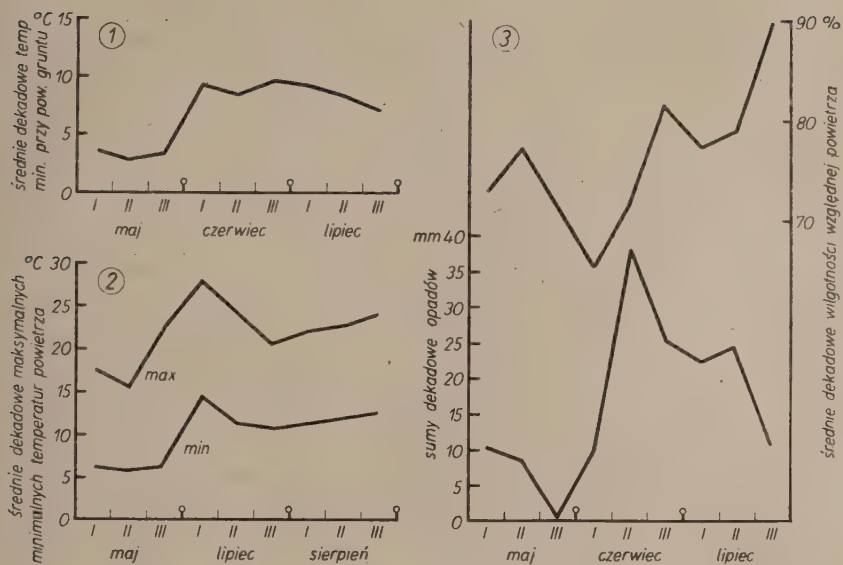 °C 15
10
5
0
średnie dekadowe temp
min. przy pow. gruntu
1
I II III I II III I II III
maj czerwiec lipiec
°C 30
25
20
15
10
5
0
średnie dekadowe maksymalnych
minimalnych temperatur powietrza
2
max
min
I II III I II III I II III
maj lipiec sierpień
3
90 %
80
70
średnie dekadowe wilgotności względnej powietrza
mm 40
35
30
25
20
15
10
5
0
sumy dekadowe opadów
I II III I II III I II III
maj czerwiec lipiec